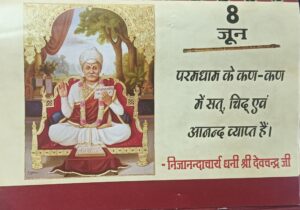 8
जून
परमधाम के कण-कण
में सत्, चिद् एवं
आनन्द व्याप्त हैं।
- निजानन्दाचार्य धनी श्री देवचन्द्र जी